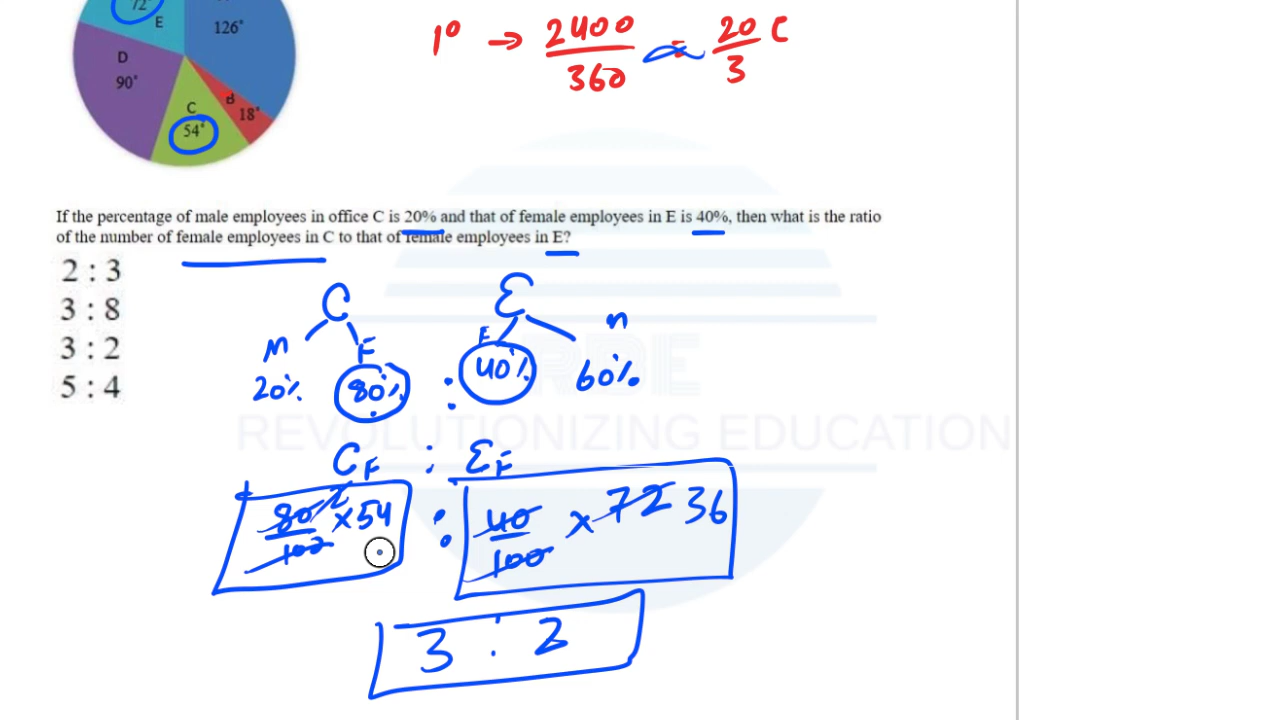 72°
E
126°
D
90°
C
54°
B
18°
1° → 2400/360 = 20/3 C
If the percentage of male employees in office C is 20% and that of female employees in E is 40%, then what is the ratio
of the number of female employees in C to that of female employees in E?
2 : 3
3 : 8
3 : 2
5 : 4
C E
M F F M
20% 80% : 40% 60%
REVOLUTIONIZING EDUCATION
C_F : E_F
80/100 2 × 54 : 40/100 × 72 36
3 : 2